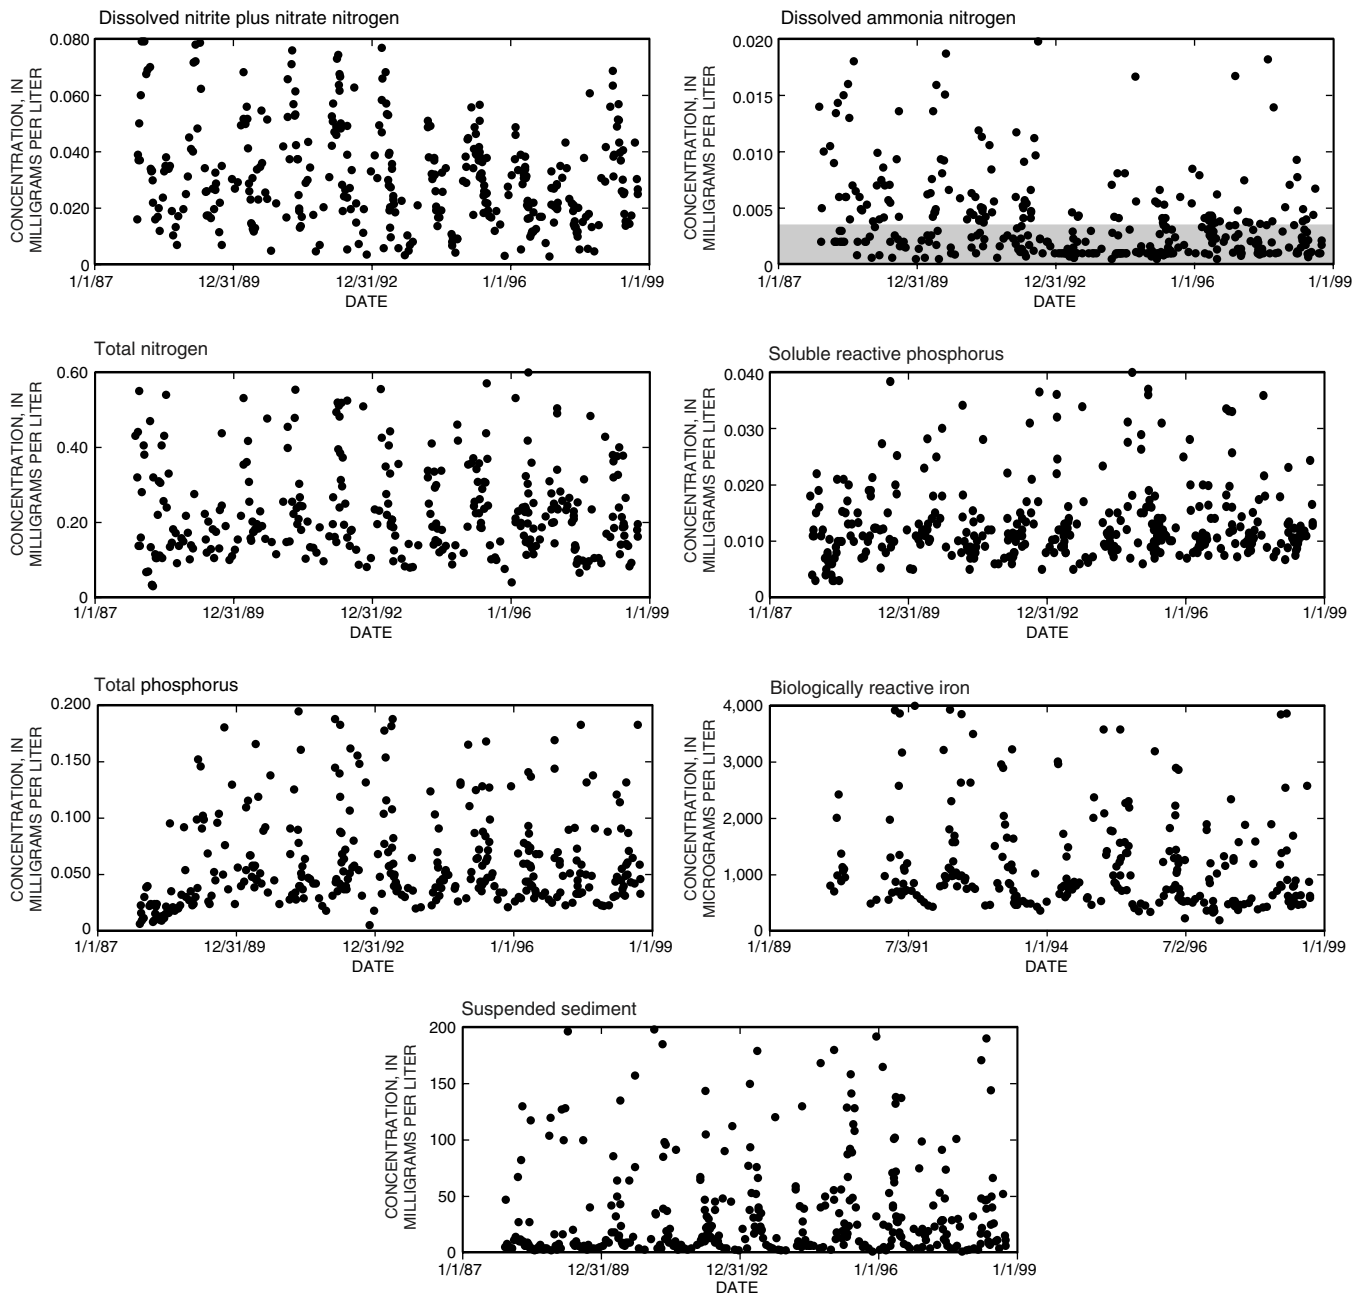 Dissolved nitrite plus nitrate nitrogen
CONCENTRATION, IN
MILLIGRAMS PER LITER
0.080
0.060
0.040
0.020
0
1/1/87
12/31/89
12/31/92
1/1/96
1/1/99
DATE
Dissolved ammonia nitrogen
CONCENTRATION, IN
MILLIGRAMS PER LITER
0.020
0.015
0.010
0.005
0
1/1/87
12/31/89
12/31/92
1/1/96
1/1/99
DATE
Total nitrogen
CONCENTRATION, IN
MILLIGRAMS PER LITER
0.60
0.40
0.20
0
1/1/87
12/31/89
12/31/92
1/1/96
1/1/99
DATE
Soluble reactive phosphorus
CONCENTRATION, IN
MILLIGRAMS PER LITER
0.040
0.030
0.020
0.010
0
1/1/87
12/31/89
12/31/92
1/1/96
1/1/99
DATE
Total phosphorus
CONCENTRATION, IN
MILLIGRAMS PER LITER
0.200
0.150
0.100
0.050
0
1/1/87
12/31/89
12/31/92
1/1/96
1/1/99
DATE
Biologically reactive iron
CONCENTRATION, IN
MICROGRAMS PER LITER
4,000
3,000
2,000
1,000
0
1/1/89
7/3/91
1/1/94
7/2/96
1/1/99
DATE
Suspended sediment
CONCENTRATION, IN
MILLIGRAMS PER LITER
200
150
100
50
0
1/1/87
12/31/89
12/31/92
1/1/96
1/1/99
DATE